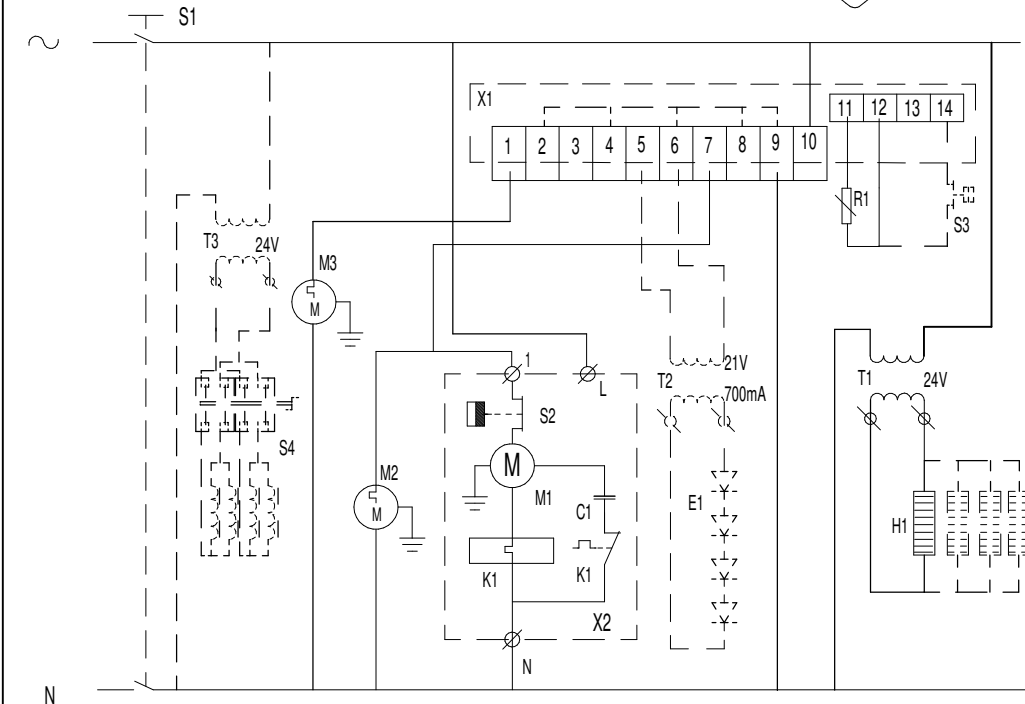 S1
X1
1 2 3 4 5 6 7 8 9 10
11 12 13 14
R1
S3
T3 24V
M3
M
1
L
T2 21V
700mA
T1 24V
S2
S4
M
M1
M2
M
C1
E1
H1
K1
K1
X2
N
N